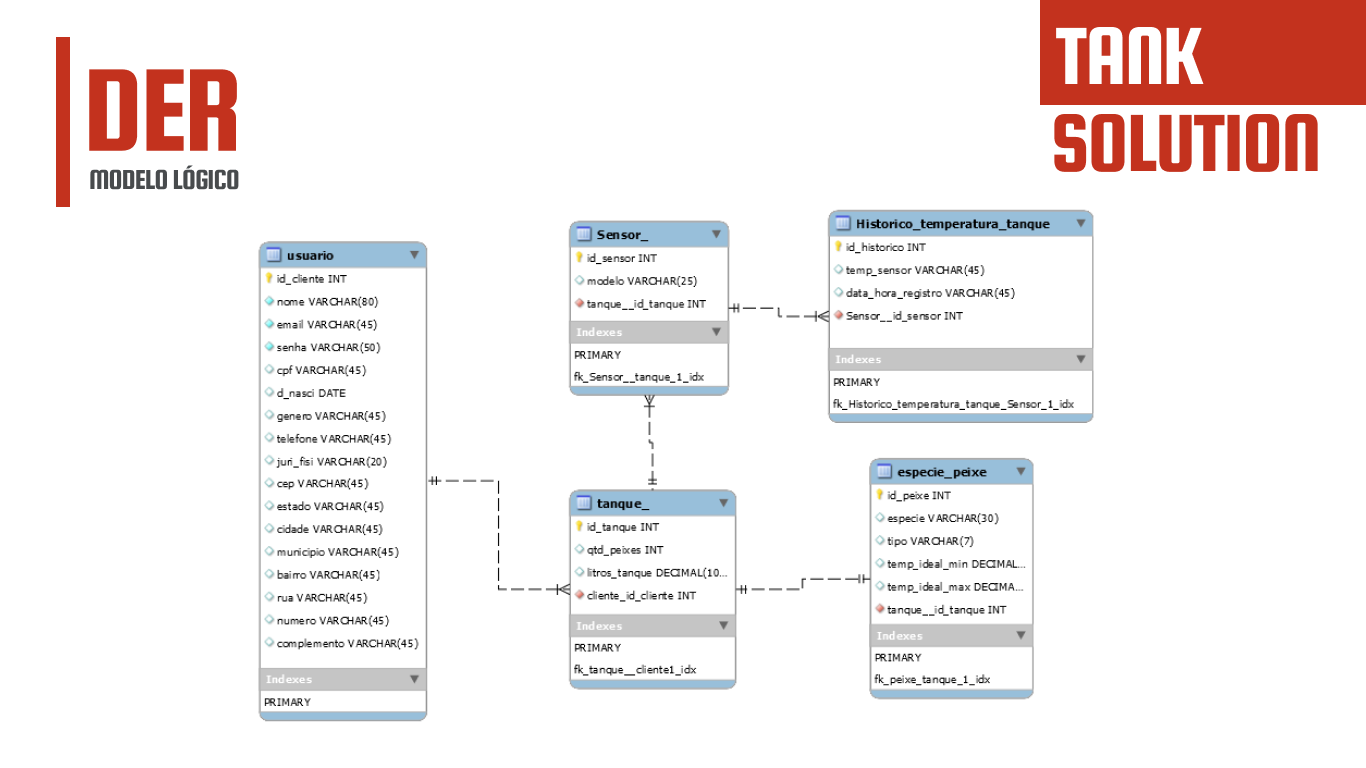 DER
MODELO LÓGICO
TANK
SOLUTION
usuario
id_cliente INT
nome VARCHAR(80)
email VARCHAR(45)
senha VARCHAR(50)
cpf VARCHAR(45)
d_nasci DATE
genero VARCHAR(45)
telefone VARCHAR(45)
juri_fisi VARCHAR(20)
cep VARCHAR(45)
estado VARCHAR(45)
cidade VARCHAR(45)
municipio VARCHAR(45)
bairro VARCHAR(45)
rua VARCHAR(45)
numero VARCHAR(45)
complemento VARCHAR(45)
Indexes
PRIMARY
Sensor_
id_sensor INT
modelo VARCHAR(25)
tanque__id_tanque INT
Indexes
PRIMARY
fk_Sensor__tanque_1_idx
Historico_temperatura_tanque
id_historico INT
temp_sensor VARCHAR(45)
data_hora_registro VARCHAR(45)
Sensor__id_sensor INT
Indexes
PRIMARY
fk_Historico_temperatura_tanque_Sensor_1_idx
tanque_
id_tanque INT
qtd_peixes INT
litros_tanque DECIMAL(10...
cliente_id_cliente INT
Indexes
PRIMARY
fk_tanque__cliente1_idx
especie_peixe
id_peixe INT
especie VARCHAR(30)
tipo VARCHAR(7)
temp_ideal_min DECIMAL...
temp_ideal_max DECIMA...
tanque__id_tanque INT
Indexes
PRIMARY
fk_peixe_tanque_1_idx